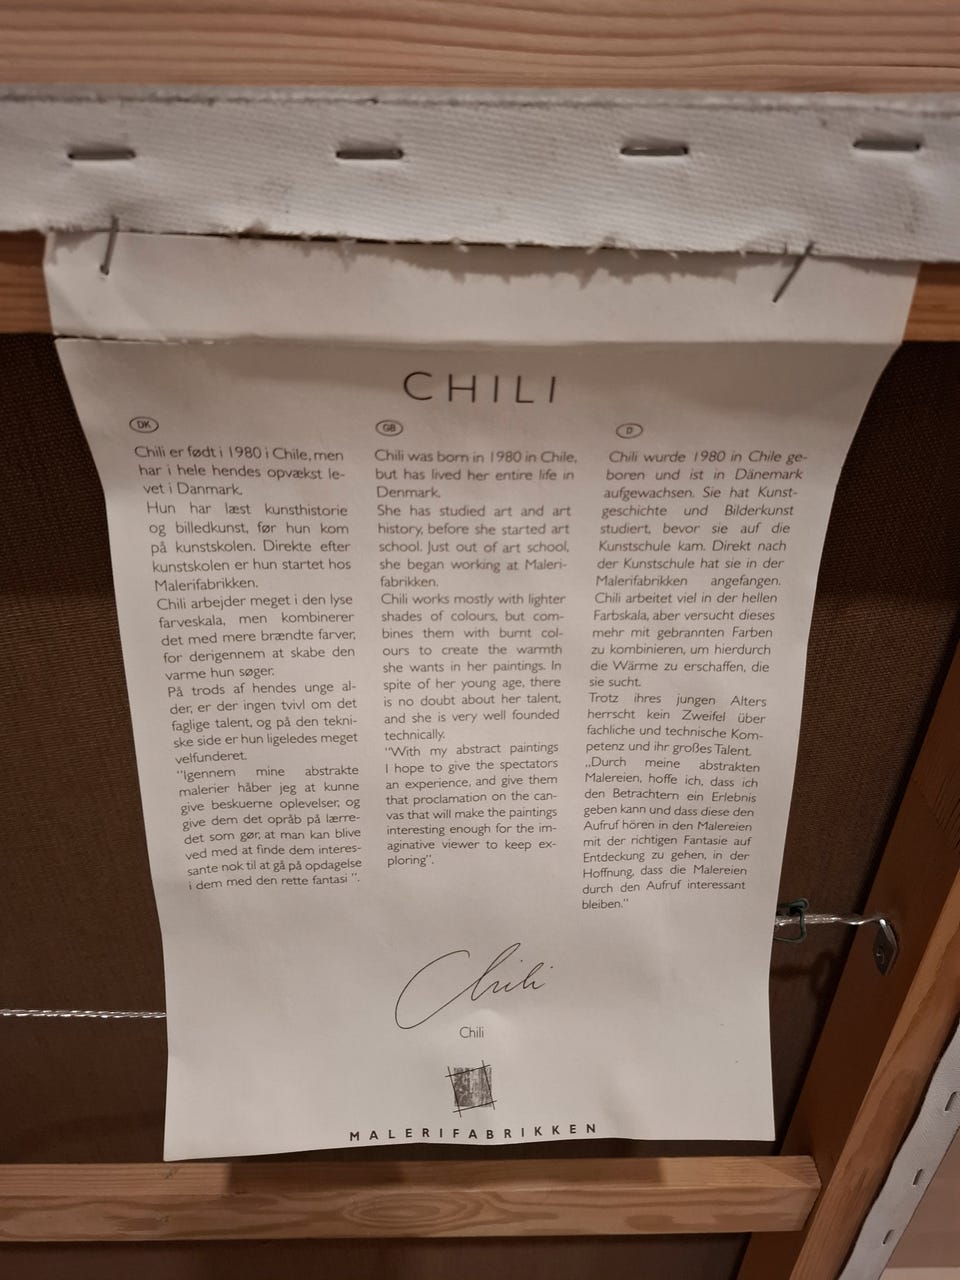 CHILI
DK
Chili er født i 1980 i Chile, men
har i hele hendes opvækst le-
vet i Danmark.
Hun har læst kunsthistorie
og billedkunst, før hun kom
på kunstskolen. Direkte efter
kunstskolen er hun startet hos
Malerifabrikken.
Chili arbejder meget i den lyse
farveskala, men kombinerer
det med mere brændte farver,
for derigennem at skabe den
varme hun søger.
På trods af hendes unge al-
der, er der ingen tvivl om det
faglige talent, og på den tekni-
ske side er hun ligeledes meget
velfunderet.
"Igennem mine abstrakte
malerier håber jeg at kunne
give beskuerne oplevelser, og
give dem det opråb på lærre-
det som gør, at man kan blive
ved med at finde dem interes-
sante nok til at gå på opdagelse
i dem med den rette fantasi ".
GB
Chili was born in 1980 in Chile,
but has lived her entire life in
Denmark.
She has studied art and art
history, before she started art
school. Just out of art school,
she began working at Maleri-
fabrikken.
Chili works mostly with lighter
shades of colours, but com-
bines them with burnt col-
ours to create the warmth
she wants in her paintings. In
spite of her young age, there
is no doubt about her talent,
and she is very well founded
technically.
"With my abstract paintings
I hope to give the spectators
an experience, and give them
that proclamation on the can-
vas that will make the paintings
interesting enough for the im-
aginative viewer to keep ex-
ploring".
D
Chili wurde 1980 in Chile ge-
boren und ist in Dänemark
aufgewachsen. Sie hat Kunst-
geschichte und Bilderkunst
studiert, bevor sie auf die
Kunstschule kam. Direkt nach
der Kunstschule hat sie in der
Malerifabrikken angefangen.
Chili arbeitet viel in der hellen
Farbskala, aber versucht dieses
mehr mit gebrannten Farben
zu kombinieren, um hierdurch
die Wärme zu erschaffen, die
sie sucht.
Trotz ihres jungen Alters
herrscht kein Zweifel über
fachliche und technische Kom-
petenz und ihr großes Talent.
„Durch meine abstrakten
Malereien, hoffe ich, dass ich
den Betrachtern ein Erlebnis
geben kann und dass diese den
Aufruf hören in den Malereien
mit der richtigen Fantasie auf
Entdeckung zu gehen, in der
Hoffnung, dass die Malereien
durch den Aufruf interessant
bleiben."
Chili
Chili
MALERIFABRIKKEN